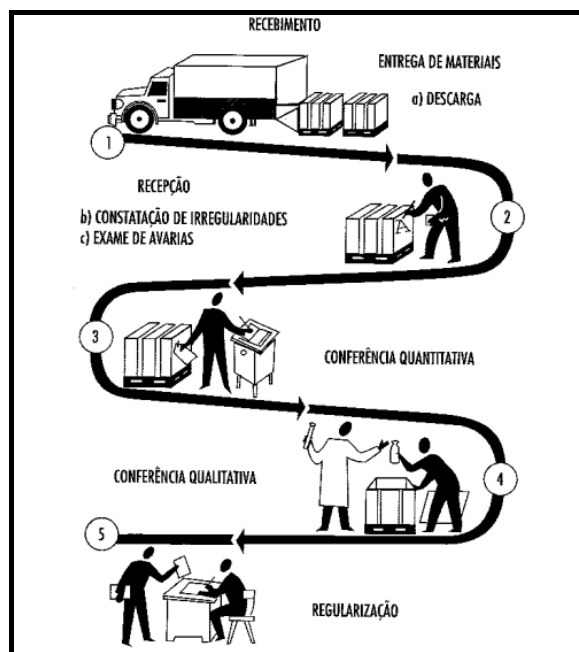 RECEBIMENTO
ENTREGA DE MATERIAIS
a) DESCARGA
1
RECEPÇÃO
b) CONSTATAÇÃO DE IRREGULARIDADES
c) EXAME DE AVARIAS
A
2
3
CONFERÊNCIA QUANTITATIVA
CONFERÊNCIA QUALITATIVA
4
5
REGULARIZAÇÃO